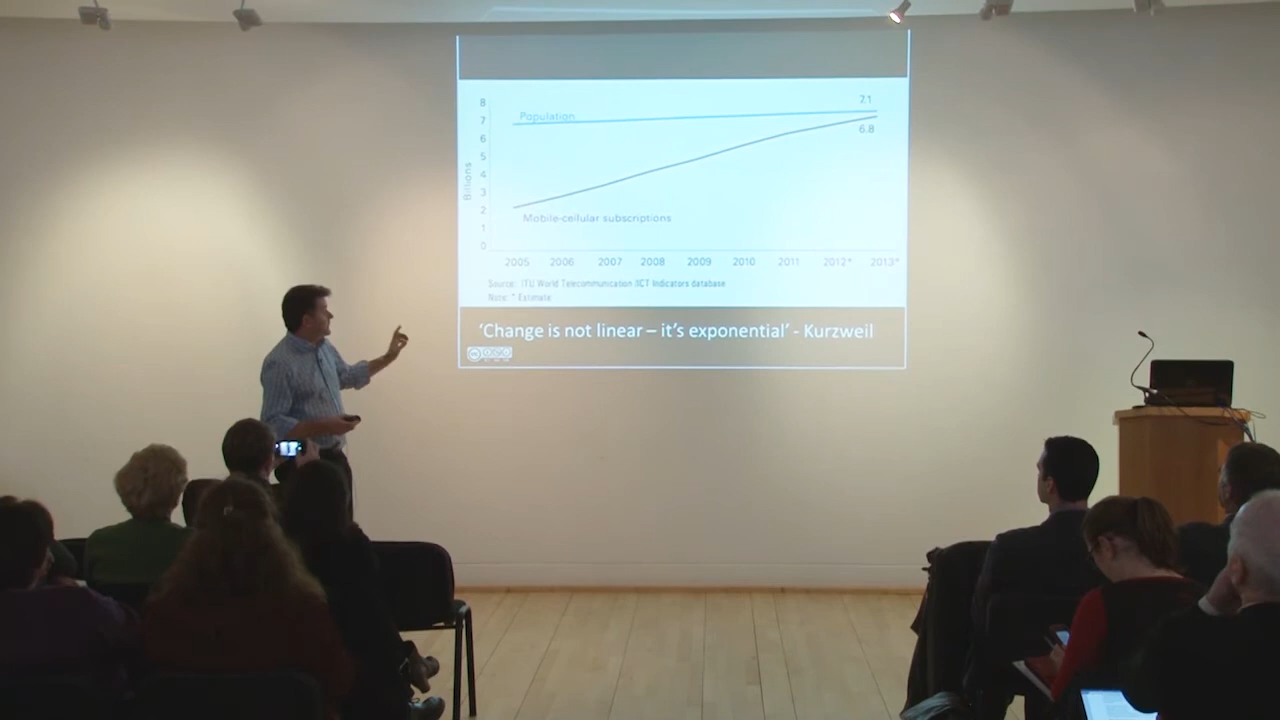 8
7
6
5
4
3
2
1
0
Billions
Population
7.1
6.8
Mobile-cellular subscriptions
2005 2006 2007 2008 2009 2010 2011 2012* 2013*
Source: ITU World Telecommunication /ICT Indicators database
Note: * Estimate
‘Change is not linear – it’s exponential’ - Kurzweil
cc